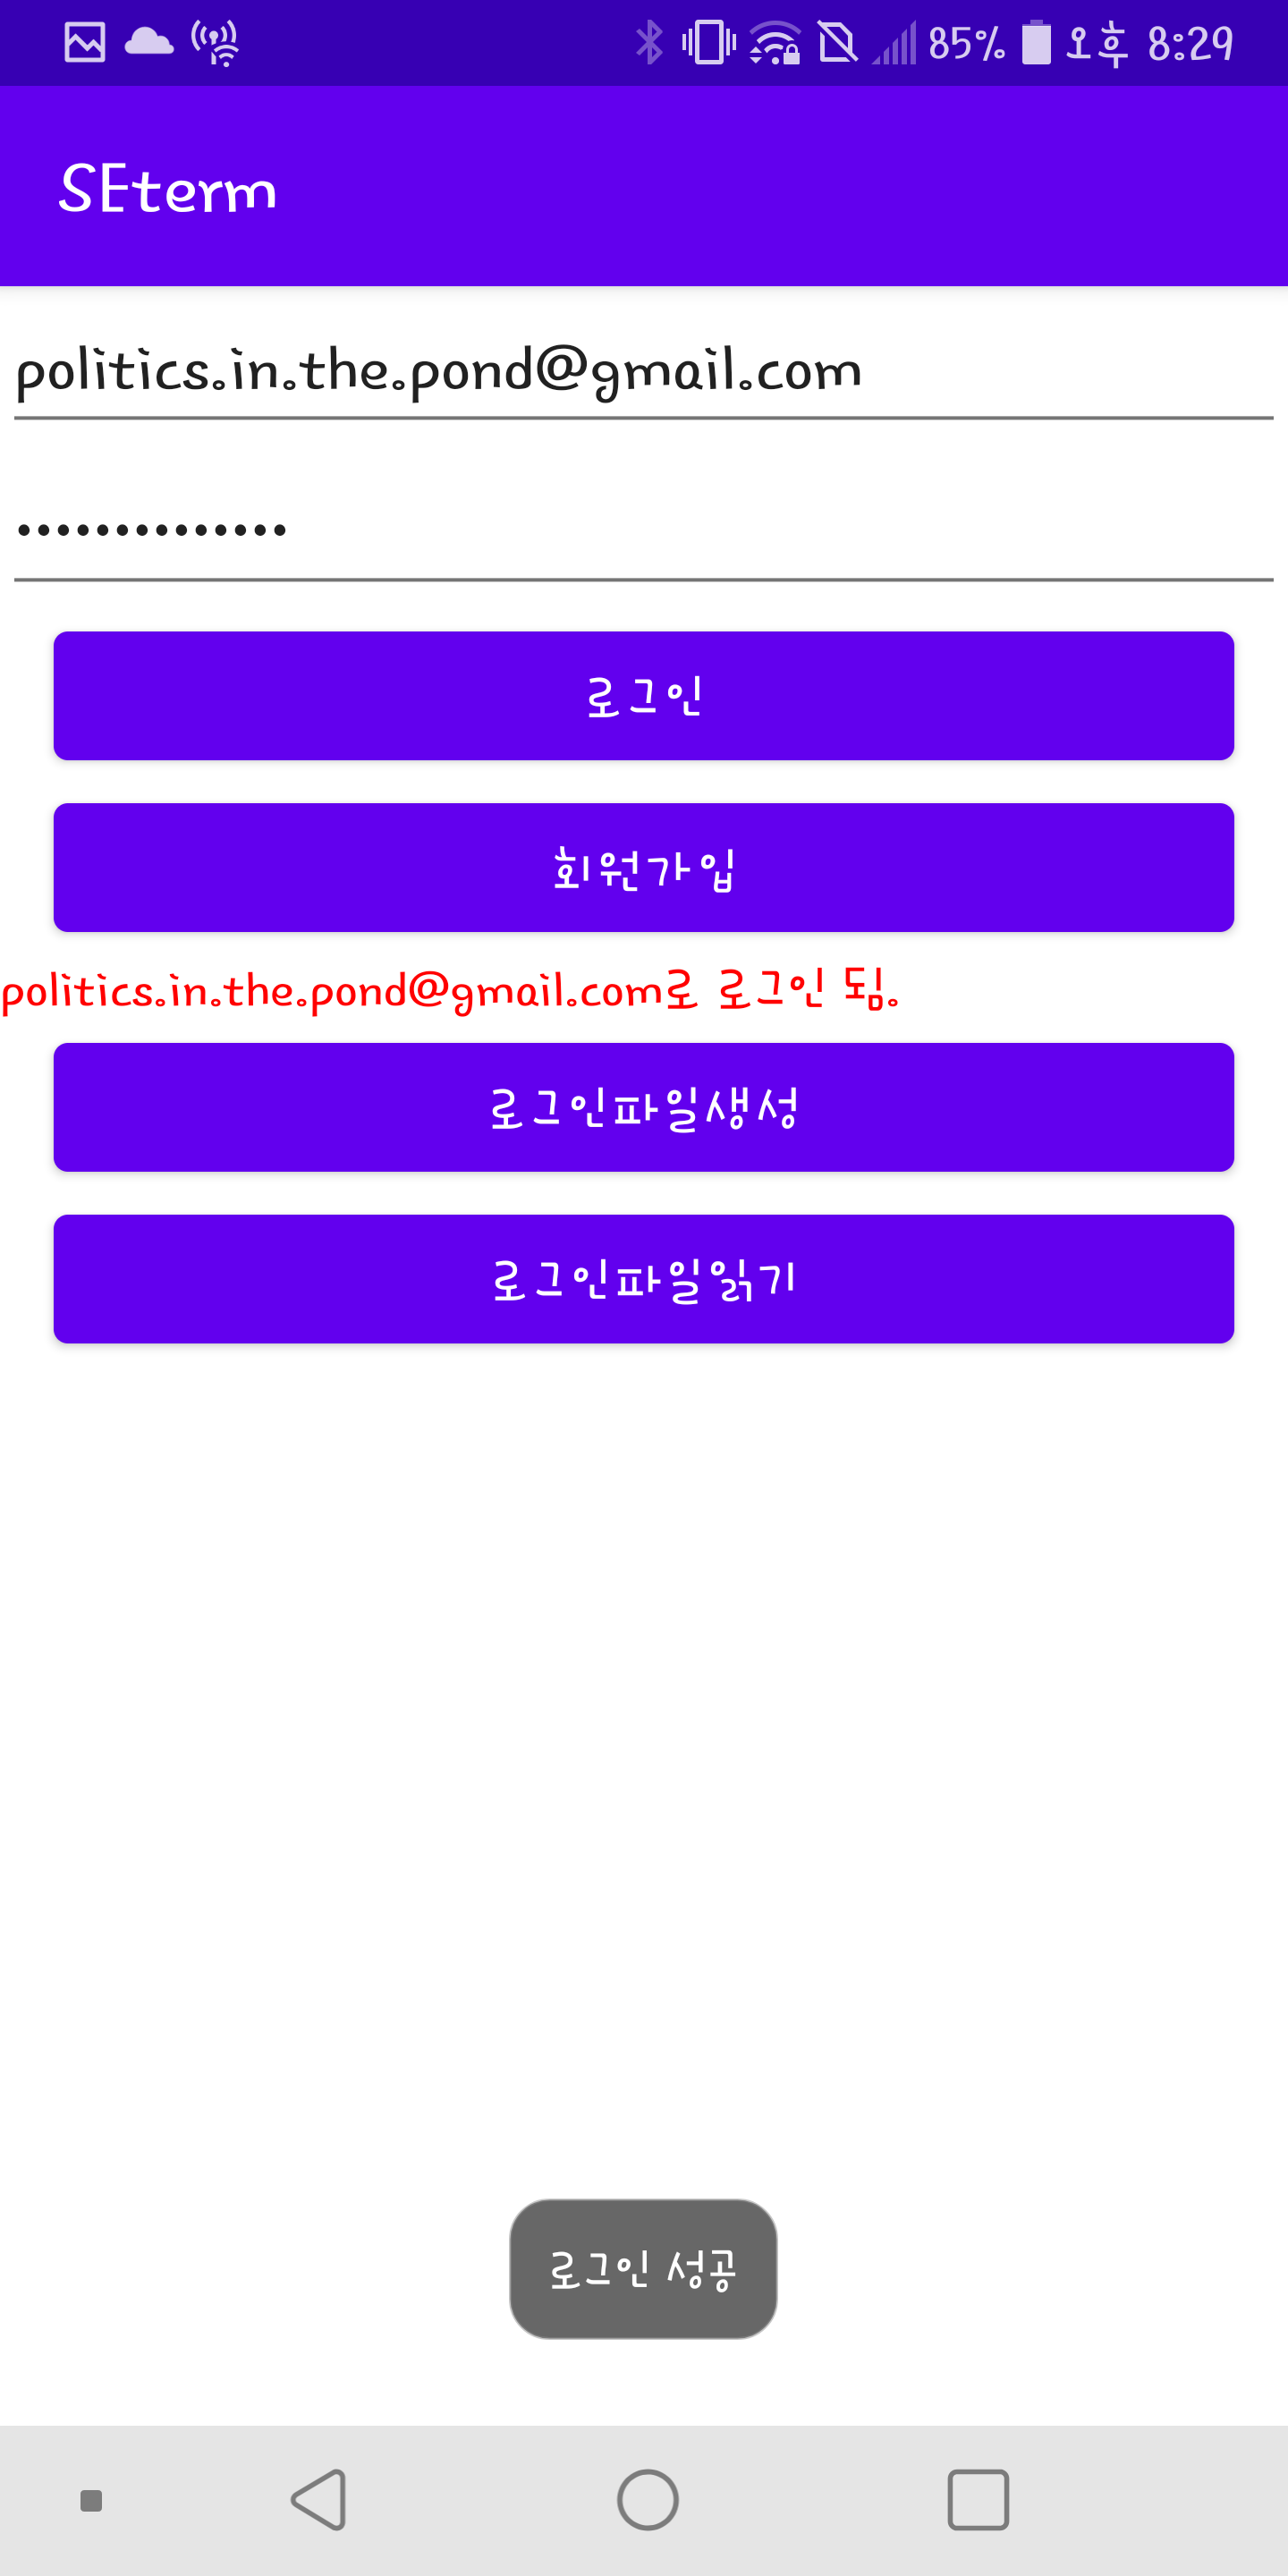 85% 오후 8:29
SEterm
politics.in.the.pond@gmail.com
••••••••••••••
로그인
회원가입
politics.in.the.pond@gmail.com로 로그인 됨.
로그인파일생성
로그인파일읽기
로그인 성공